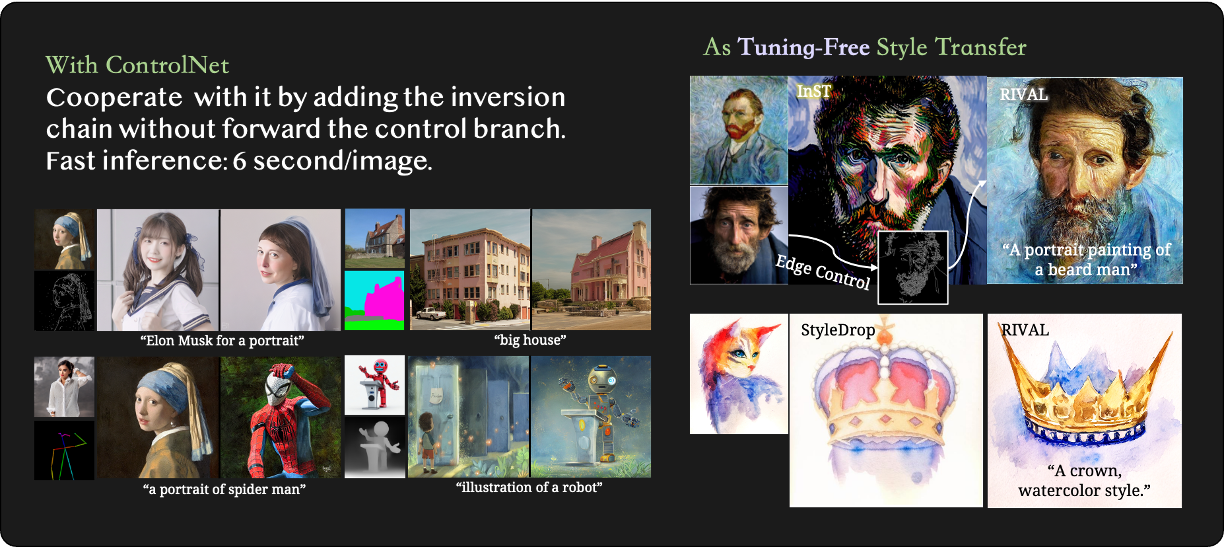 With ControlNet
Cooperate with it by adding the inversion
chain without forward the control branch.
Fast inference: 6 second/image.
“Elon Musk for a portrait”
“big house”
“a portrait of spider man”
“illustration of a robot”
As Tuning-Free Style Transfer
InST
RIVAL
Edge Control
“A portrait painting of
a beard man”
StyleDrop
RIVAL
“A crown,
watercolor style.”